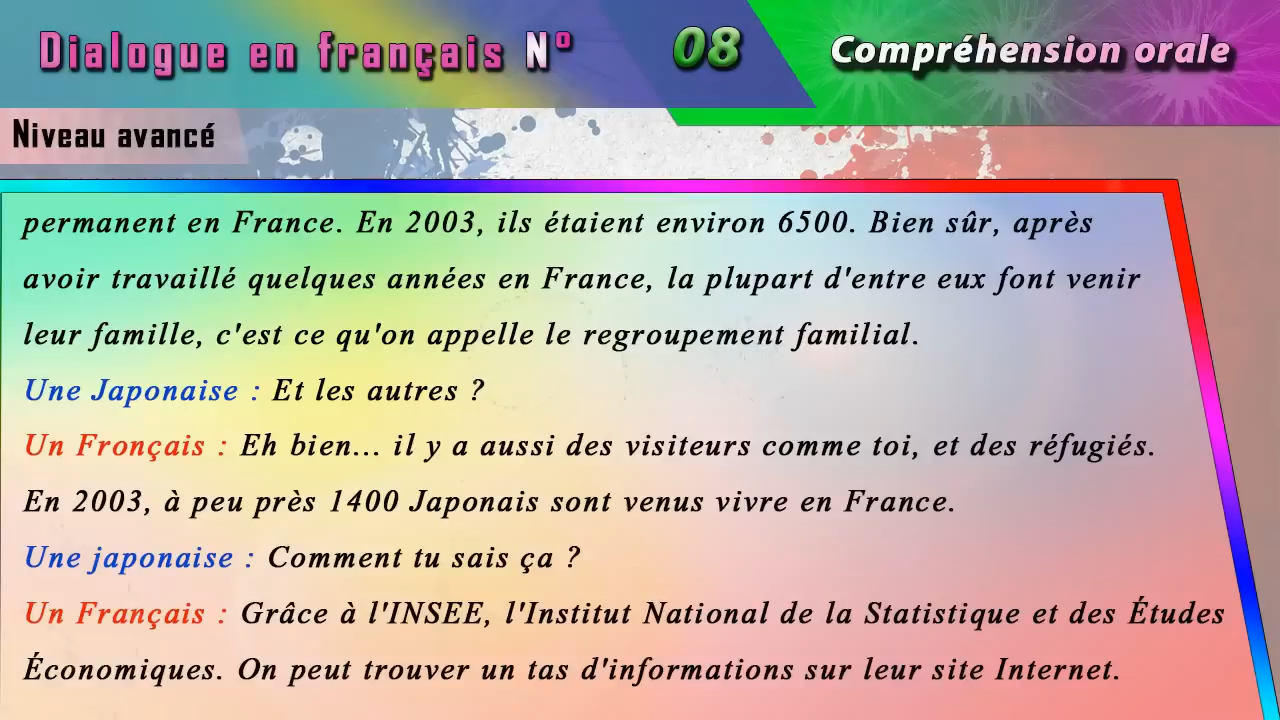 Dialogue en français N° 08 Compréhension orale
Niveau avancé
permanent en France. En 2003, ils étaient environ 6500. Bien sûr, après
avoir travaillé quelques années en France, la plupart d'entre eux font venir
leur famille, c'est ce qu'on appelle le regroupement familial.
Une Japonaise : Et les autres ?
Un Fronçais : Eh bien... il y a aussi des visiteurs comme toi, et des réfugiés.
En 2003, à peu près 1400 Japonais sont venus vivre en France.
Une japonaise : Comment tu sais ça ?
Un Français : Grâce à l'INSEE, l'Institut National de la Statistique et des Études
Économiques. On peut trouver un tas d'informations sur leur site Internet.